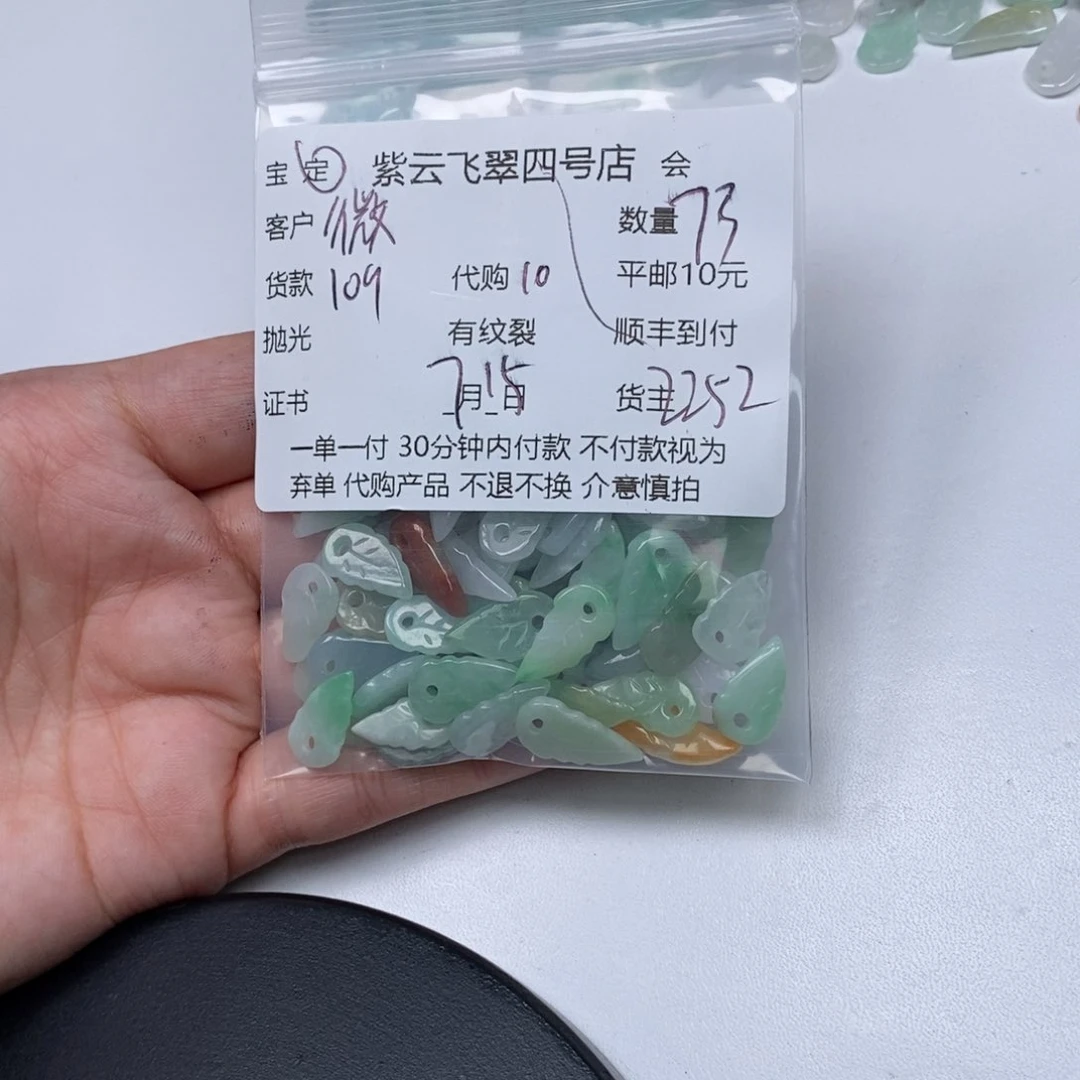 宝 定 紫云飞翠四号店 会
客户 微 数量 73
货款 109 代购 10 平邮10元
抛光 有纹裂 顺丰到付
证书 7月15日 货主 Z252
一单一付 30分钟内付款 不付款视为
弃单 代购产品 不退不换 介意慎拍